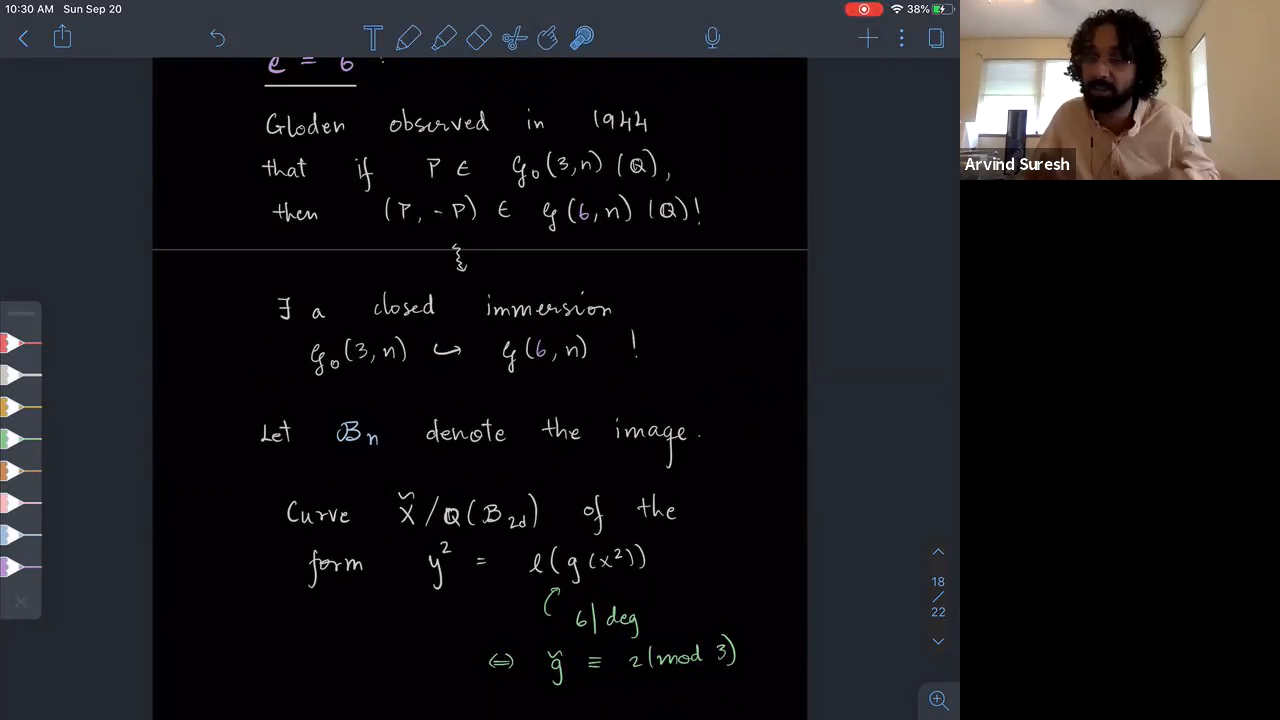 10:30 AM Sun Sep 20
38%
Arvind Suresh
e = 6 :
Gloden observed in 1944
that if P ∈ 𝒢₀(3,n)(ℚ),
then (P, -P) ∈ 𝒢(6,n)(ℚ)!
∃ a closed immersion
𝒢₀(3,n) ↪ 𝒢(6,n) !
Let ℬₙ denote the image.
Curve X̃ / ℚ(ℬ₂d) of the
form y² = l(g(x²))
6 | deg
⇔ g̃ ≡ 2 (mod 3)
18
/
22